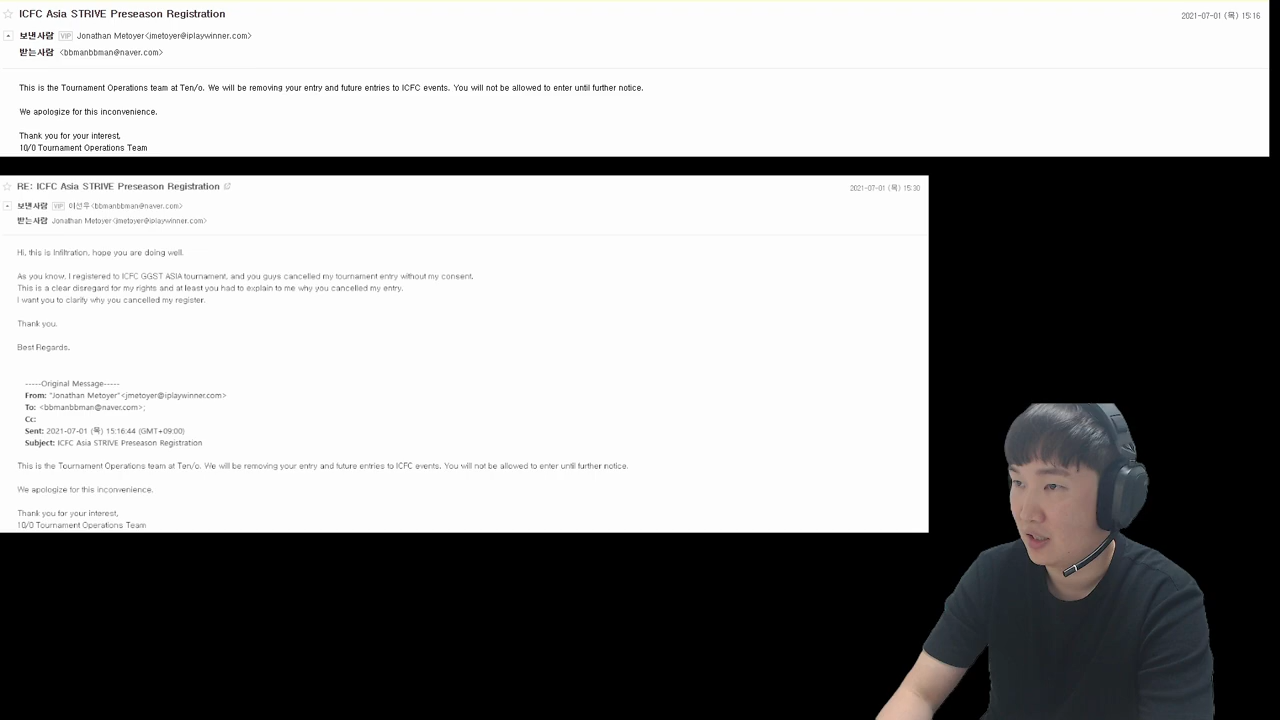 ICFC Asia STRIVE Preseason Registration
2021-07-01 (목) 15:16
보낸사람 VIP Jonathan Metoyer<jmetoyer@iplaywinner.com>
받는사람 <bbmanbbman@naver.com>
This is the Tournament Operations team at Ten/o. We will be removing your entry and future entries to ICFC events. You will not be allowed to enter until further notice.
We apologize for this inconvenience.
Thank you for your interest,
10/0 Tournament Operations Team
RE: ICFC Asia STRIVE Preseason Registration
2021-07-01 (목) 15:30
보낸사람 VIP 이선우<bbmanbbman@naver.com>
받는사람 Jonathan Metoyer<jmetoyer@iplaywinner.com>
Hi, this is Infiltration, hope you are doing well.
As you know, I registered to ICFC GGST ASIA tournament, and you guys cancelled my tournament entry without my consent.
This is a clear disregard for my rights and at least you had to explain to me why you cancelled my entry.
I want you to clarify why you cancelled my register.
Thank you.
Best Regards.
-----Original Message-----
From: "Jonathan Metoyer"<jmetoyer@iplaywinner.com>
To: <bbmanbbman@naver.com>;
Cc:
Sent: 2021-07-01 (목) 15:16:44 (GMT+09:00)
Subject: ICFC Asia STRIVE Preseason Registration
This is the Tournament Operations team at Ten/o. We will be removing your entry and future entries to ICFC events. You will not be allowed to enter until further notice.
We apologize for this inconvenience.
Thank you for your interest,
10/0 Tournament Operations Team